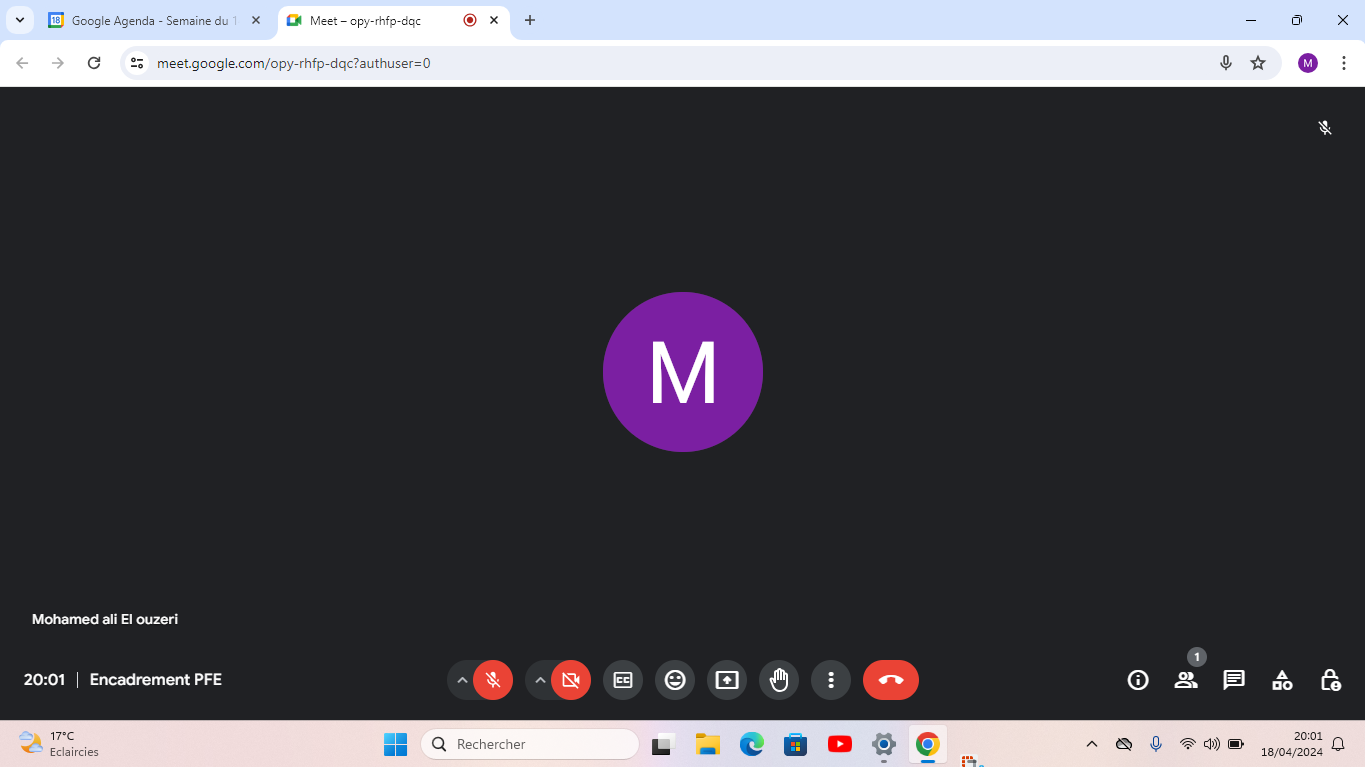 Google Agenda - Semaine du 1
Meet – opy-rhfp-dqc
meet.google.com/opy-rhfp-dqc?authuser=0
M
M
Mohamed ali El ouzeri
20:01 | Encadrement PFE
1
17°C
Eclaircies
Rechercher
20:01
18/04/2024